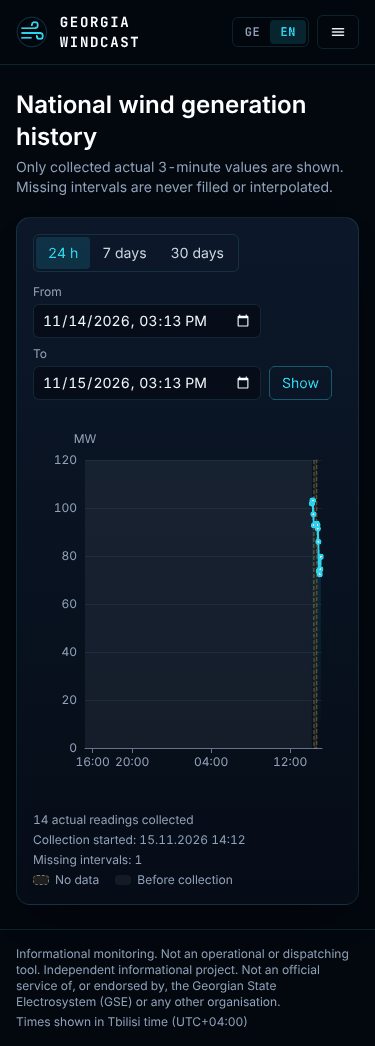 GEORGIA
WINDCAST
GE EN
National wind generation
history
Only collected actual 3-minute values are shown.
Missing intervals are never filled or interpolated.
24 h 7 days 30 days
From
11/14/2026, 03:13 PM
To
11/15/2026, 03:13 PM Show
MW
120
100
80
60
40
20
0
16:00 20:00 04:00 12:00
14 actual readings collected
Collection started: 15.11.2026 14:12
Missing intervals: 1
No data Before collection
Informational monitoring. Not an operational or dispatching
tool. Independent informational project. Not an official
service of, or endorsed by, the Georgian State
Electrosystem (GSE) or any other organisation.
Times shown in Tbilisi time (UTC+04:00)